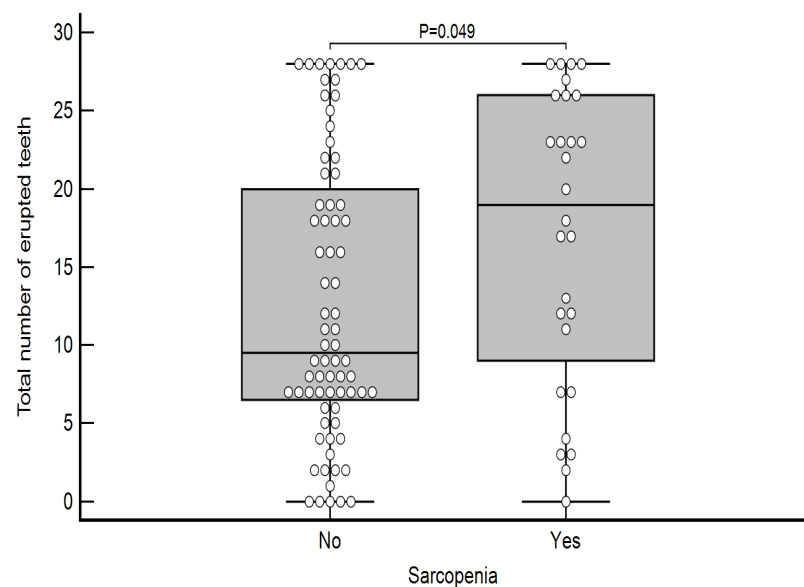 P=0.049
30
25
20
15
10
5
0
Total number of erupted teeth
No
Yes
Sarcopenia